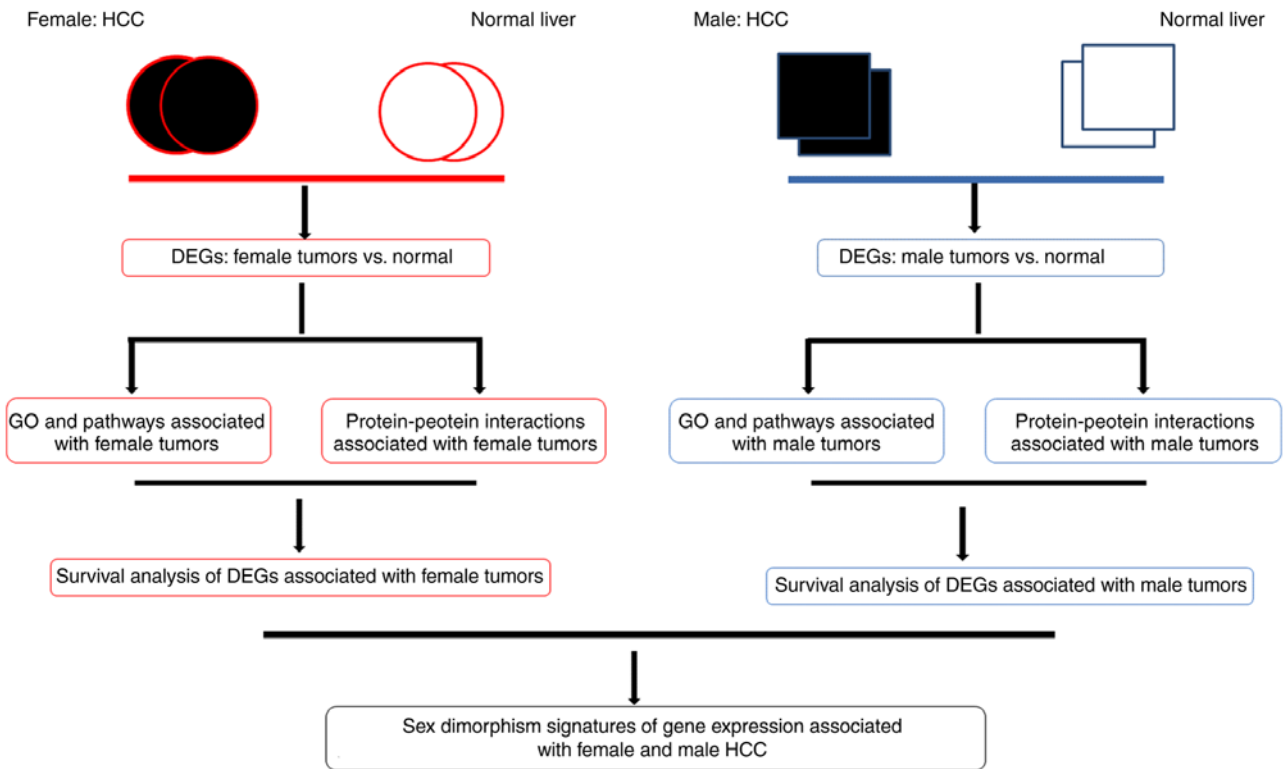 Female: HCC
Normal liver
Male: HCC
Normal liver
DEGs: female tumors vs. normal
DEGs: male tumors vs. normal
GO and pathways associated
with female tumors
Protein-peotein interactions
associated with female tumors
GO and pathways associated
with male tumors
Protein-peotein interactions
associated with male tumors
Survival analysis of DEGs associated with female tumors
Survival analysis of DEGs associated with male tumors
Sex dimorphism signatures of gene expression associated
with female and male HCC